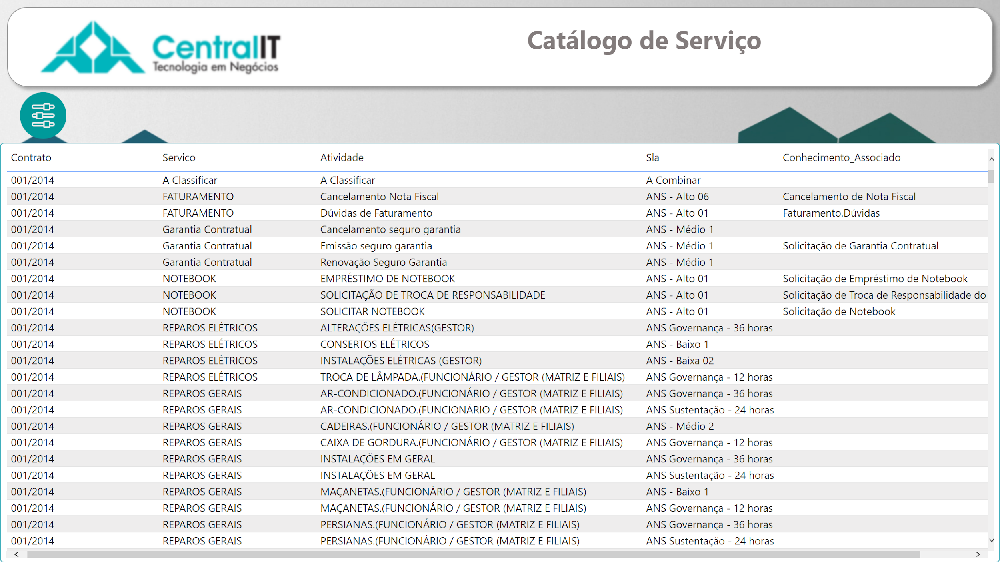 CentralIT
Tecnologia em Negócios
Catálogo de Serviço
Contrato Servico Atividade Sla Conhecimento_Associado
001/2014 A Classificar A Classificar A Combinar
001/2014 FATURAMENTO Cancelamento Nota Fiscal ANS - Alto 06 Cancelamento de Nota Fiscal
001/2014 FATURAMENTO Dúvidas de Faturamento ANS - Alto 01 Faturamento.Dúvidas
001/2014 Garantia Contratual Cancelamento seguro garantia ANS - Médio 1
001/2014 Garantia Contratual Emissão seguro garantia ANS - Médio 1 Solicitação de Garantia Contratual
001/2014 Garantia Contratual Renovação Seguro Garantia ANS - Médio 1
001/2014 NOTEBOOK EMPRÉSTIMO DE NOTEBOOK ANS - Alto 01 Solicitação de Empréstimo de Notebook
001/2014 NOTEBOOK SOLICITAÇÃO DE TROCA DE RESPONSABILIDADE ANS - Alto 01 Solicitação de Troca de Responsabilidade do
001/2014 NOTEBOOK SOLICITAR NOTEBOOK ANS - Alto 01 Solicitação de Notebook
001/2014 REPAROS ELÉTRICOS ALTERAÇÕES ELÉTRICAS(GESTOR) ANS Governança - 36 horas
001/2014 REPAROS ELÉTRICOS CONSERTOS ELÉTRICOS ANS - Baixo 1
001/2014 REPAROS ELÉTRICOS INSTALAÇÕES ELÉTRICAS (GESTOR) ANS - Baixa 02
001/2014 REPAROS ELÉTRICOS TROCA DE LÂMPADA.(FUNCIONÁRIO / GESTOR (MATRIZ E FILIAIS) ANS Governança - 12 horas
001/2014 REPAROS GERAIS AR-CONDICIONADO.(FUNCIONÁRIO / GESTOR (MATRIZ E FILIAIS) ANS Governança - 36 horas
001/2014 REPAROS GERAIS AR-CONDICIONADO.(FUNCIONÁRIO / GESTOR (MATRIZ E FILIAIS) ANS Sustentação - 24 horas
001/2014 REPAROS GERAIS CADEIRAS.(FUNCIONÁRIO / GESTOR (MATRIZ E FILIAIS) ANS - Médio 2
001/2014 REPAROS GERAIS CAIXA DE GORDURA.(FUNCIONÁRIO / GESTOR (MATRIZ E FILIAIS) ANS Governança - 12 horas
001/2014 REPAROS GERAIS INSTALAÇÕES EM GERAL ANS Governança - 36 horas
001/2014 REPAROS GERAIS INSTALAÇÕES EM GERAL ANS Sustentação - 24 horas
001/2014 REPAROS GERAIS MAÇANETAS.(FUNCIONÁRIO / GESTOR (MATRIZ E FILIAIS) ANS - Baixo 1
001/2014 REPAROS GERAIS MAÇANETAS.(FUNCIONÁRIO / GESTOR (MATRIZ E FILIAIS) ANS Governança - 12 horas
001/2014 REPAROS GERAIS PERSIANAS.(FUNCIONÁRIO / GESTOR (MATRIZ E FILIAIS) ANS Governança - 36 horas
001/2014 REPAROS GERAIS PERSIANAS.(FUNCIONÁRIO / GESTOR (MATRIZ E FILIAIS) ANS Sustentação - 24 horas